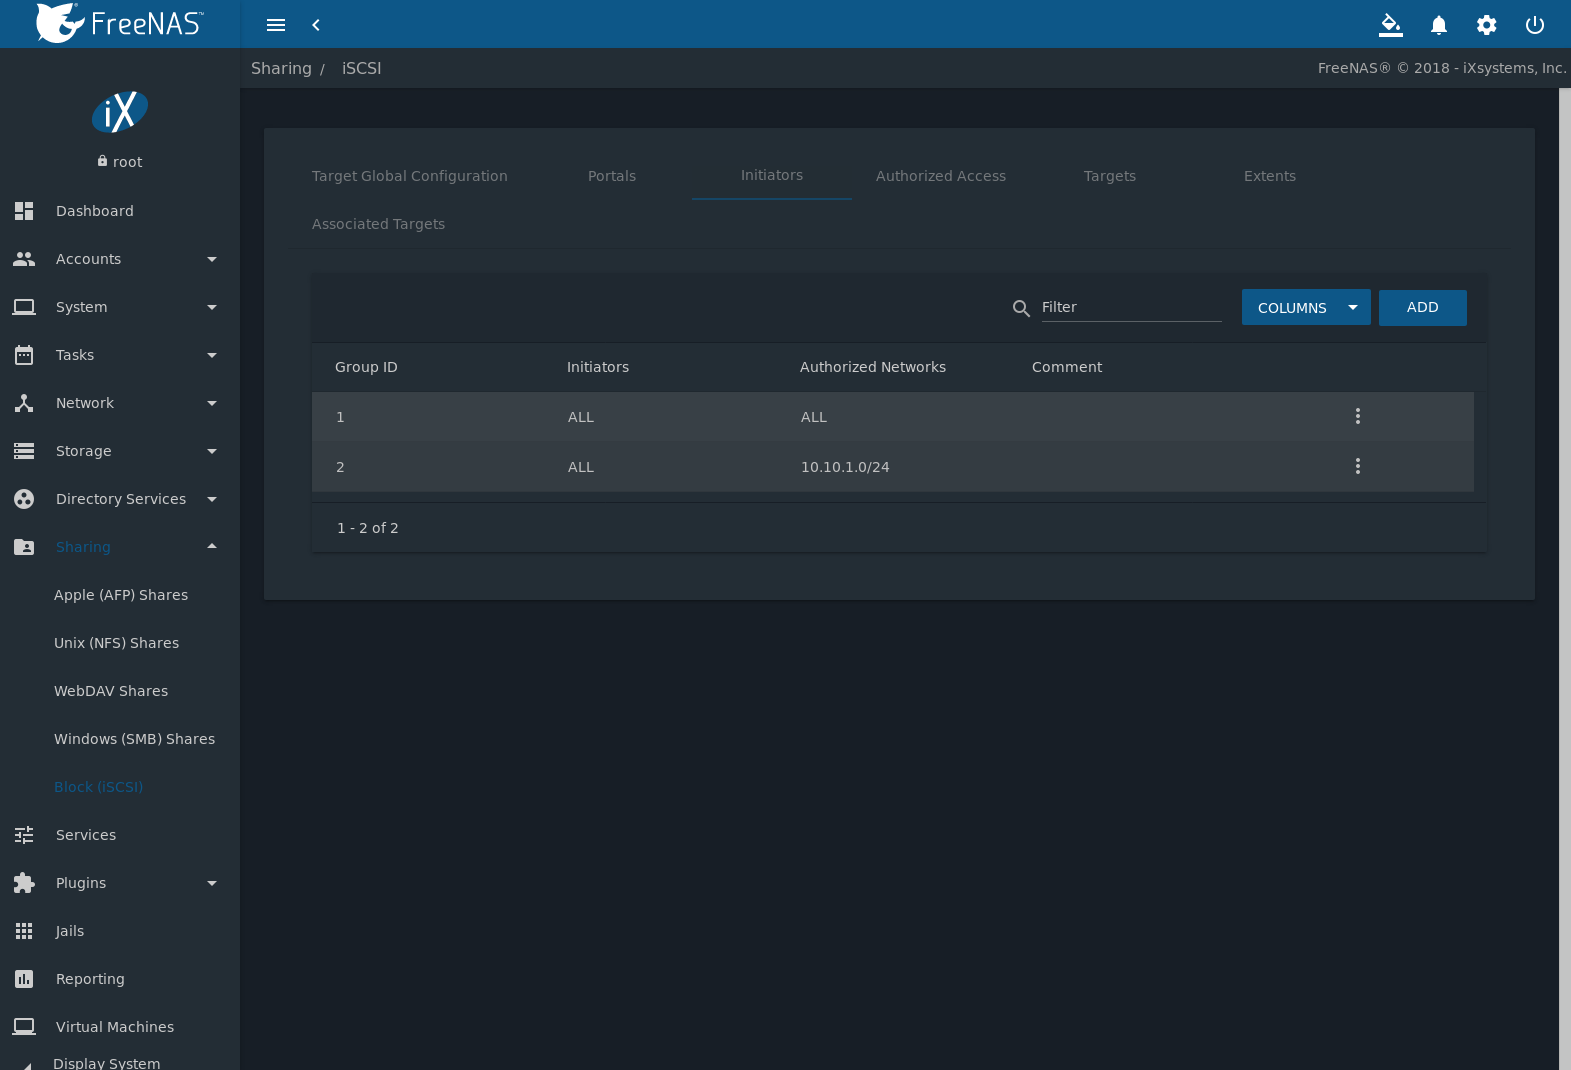 FreeNAS™
Sharing / iSCSI
FreeNAS® © 2018 - iXsystems, Inc.
iX
root
Dashboard
Accounts
System
Tasks
Network
Storage
Directory Services
Sharing
Apple (AFP) Shares
Unix (NFS) Shares
WebDAV Shares
Windows (SMB) Shares
Block (iSCSI)
Services
Plugins
Jails
Reporting
Virtual Machines
Display System
Target Global Configuration Portals Initiators Authorized Access Targets Extents
Associated Targets
Filter COLUMNS ADD
Group ID Initiators Authorized Networks Comment
1 ALL ALL
2 ALL 10.10.1.0/24
1 - 2 of 2